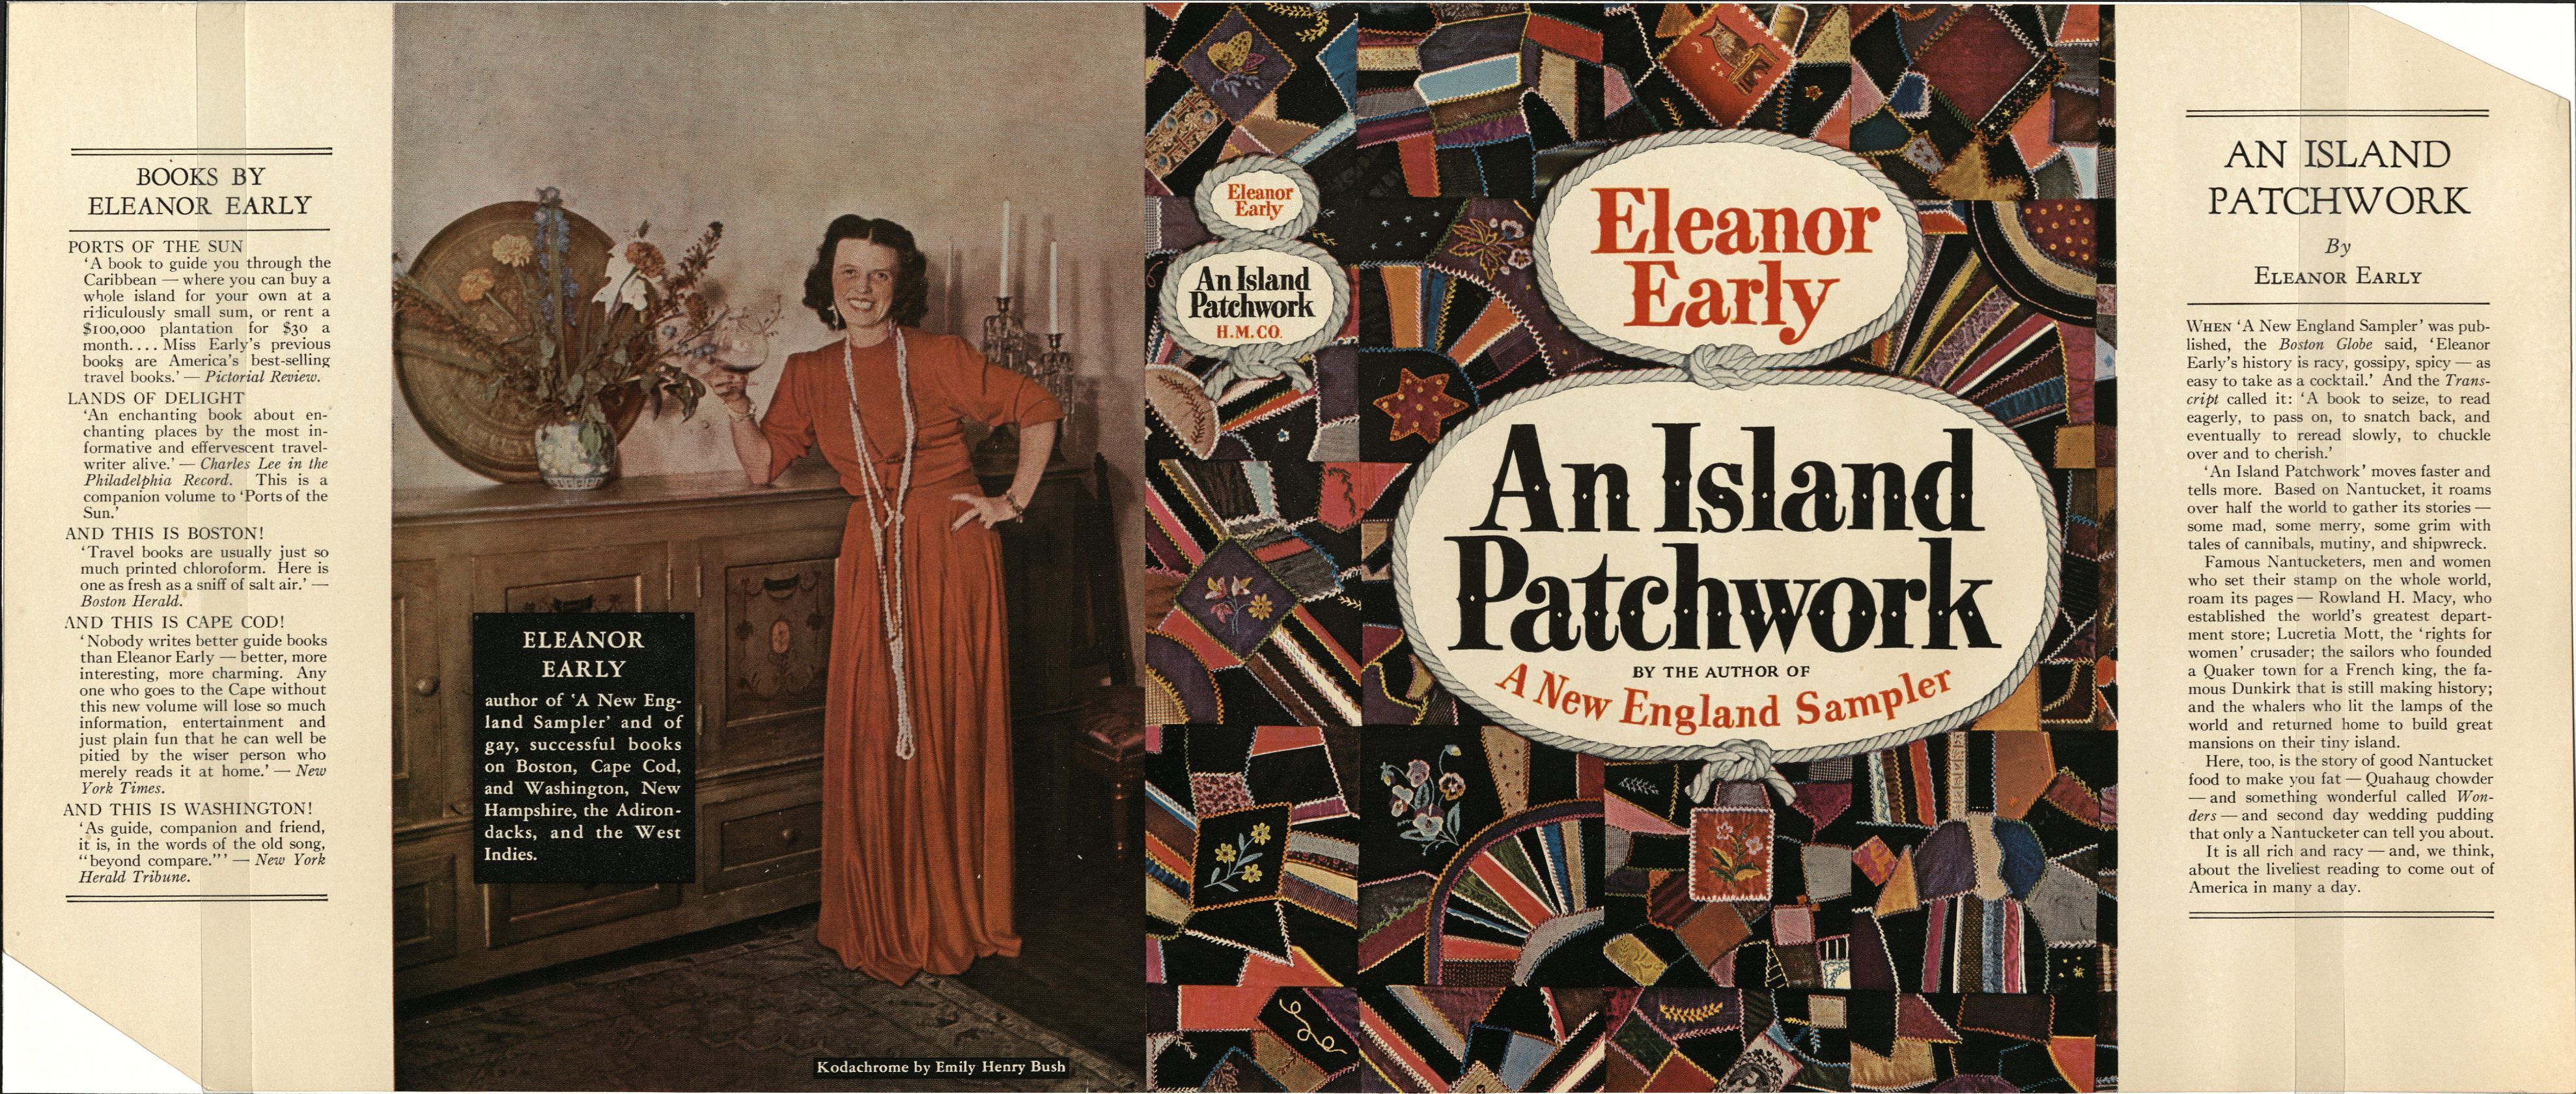 BOOKS BY
ELEANOR EARLY
PORTS OF THE SUN
'A book to guide you through the
Caribbean — where you can buy a
whole island for your own at a
ridiculously small sum, or rent a
$100,000 plantation for $30 a
month.... Miss Early's previous
books are America's best-selling
travel books.' — Pictorial Review.
LANDS OF DELIGHT
'An enchanting book about en-
chanting places by the most in-
formative and effervescent travel-
writer alive.' — Charles Lee in the
Philadelphia Record. This is a
companion volume to 'Ports of the
Sun.'
AND THIS IS BOSTON!
'Travel books are usually just so
much printed chloroform. Here is
one as fresh as a sniff of salt air.' —
Boston Herald.
AND THIS IS CAPE COD!
'Nobody writes better guide books
than Eleanor Early — better, more
interesting, more charming. Any
one who goes to the Cape without
this new volume will lose so much
information, entertainment and
just plain fun that he can well be
pitied by the wiser person who
merely reads it at home.' — New
York Times.
AND THIS IS WASHINGTON!
'As guide, companion and friend,
it is, in the words of the old song,
"beyond compare."' — New York
Herald Tribune.
ELEANOR
EARLY
author of 'A New Eng-
land Sampler' and of
gay, successful books
on Boston, Cape Cod,
and Washington, New
Hampshire, the Adiron-
dacks, and the West
Indies.
Kodachrome by Emily Henry Bush
Eleanor
Early
An Island
Patchwork
H.M.CO.
Eleanor
Early
An Island
Patchwork
BY THE AUTHOR OF
A New England Sampler
AN ISLAND
PATCHWORK
By
ELEANOR EARLY
WHEN 'A New England Sampler' was pub-
lished, the Boston Globe said, 'Eleanor
Early's history is racy, gossipy, spicy — as
easy to take as a cocktail.' And the Trans-
cript called it: 'A book to seize, to read
eagerly, to pass on, to snatch back, and
eventually to reread slowly, to chuckle
over and to cherish.'
'An Island Patchwork' moves faster and
tells more. Based on Nantucket, it roams
over half the world to gather its stories —
some mad, some merry, some grim with
tales of cannibals, mutiny, and shipwreck.
Famous Nantucketers, men and women
who set their stamp on the whole world,
roam its pages — Rowland H. Macy, who
established the world's greatest depart-
ment store; Lucretia Mott, the 'rights for
women' crusader; the sailors who founded
a Quaker town for a French king, the fa-
mous Dunkirk that is still making history;
and the whalers who lit the lamps of the
world and returned home to build great
mansions on their tiny island.
Here, too, is the story of good Nantucket
food to make you fat — Quahaug chowder
— and something wonderful called Won-
ders — and second day wedding pudding
that only a Nantucketer can tell you about.
It is all rich and racy — and, we think,
about the liveliest reading to come out of
America in many a day.